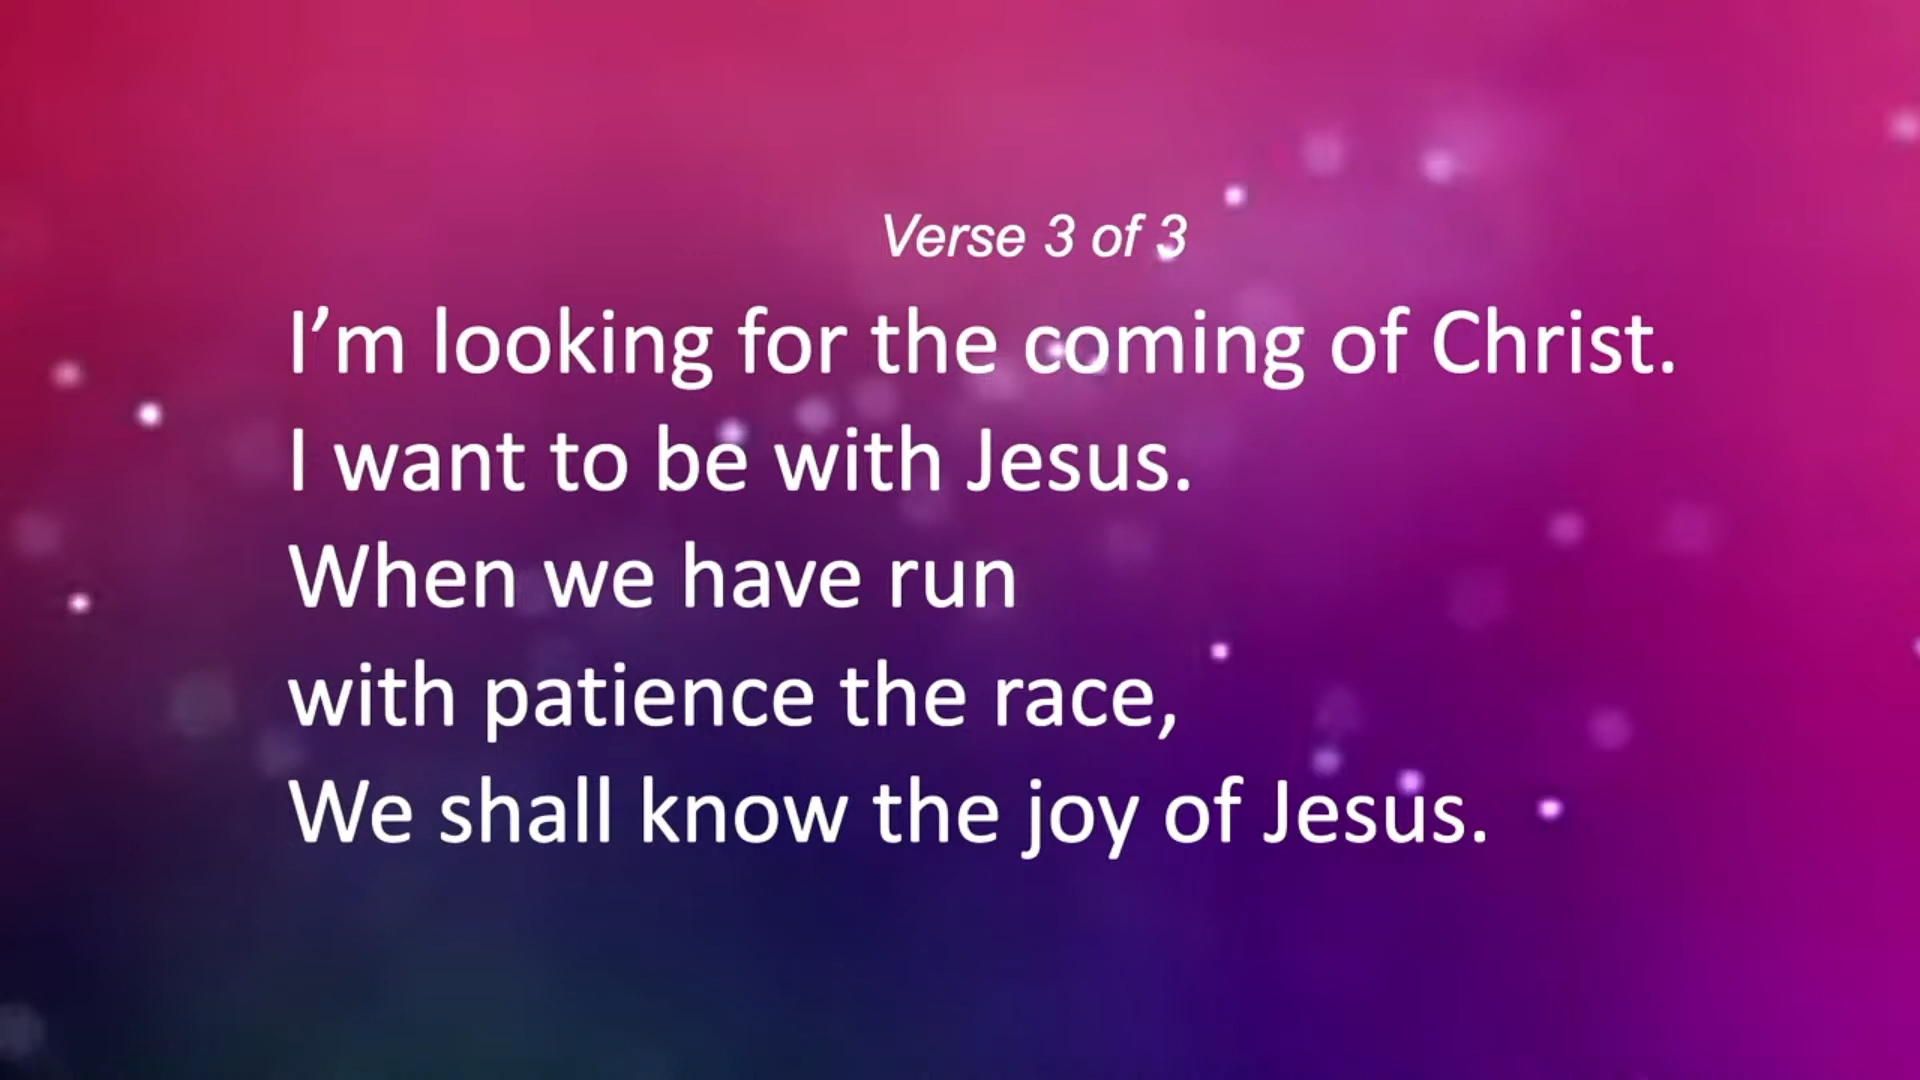 Verse 3 of 3
I’m looking for the coming of Christ.
I want to be with Jesus.
When we have run
with patience the race,
We shall know the joy of Jesus.